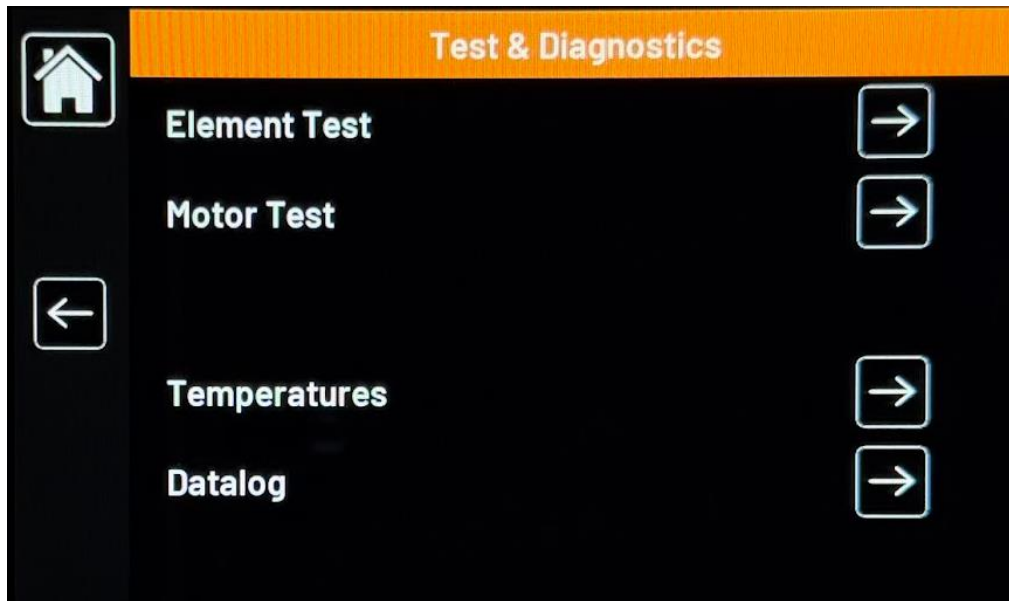 Test & Diagnostics
Element Test
Motor Test
Temperatures
Datalog